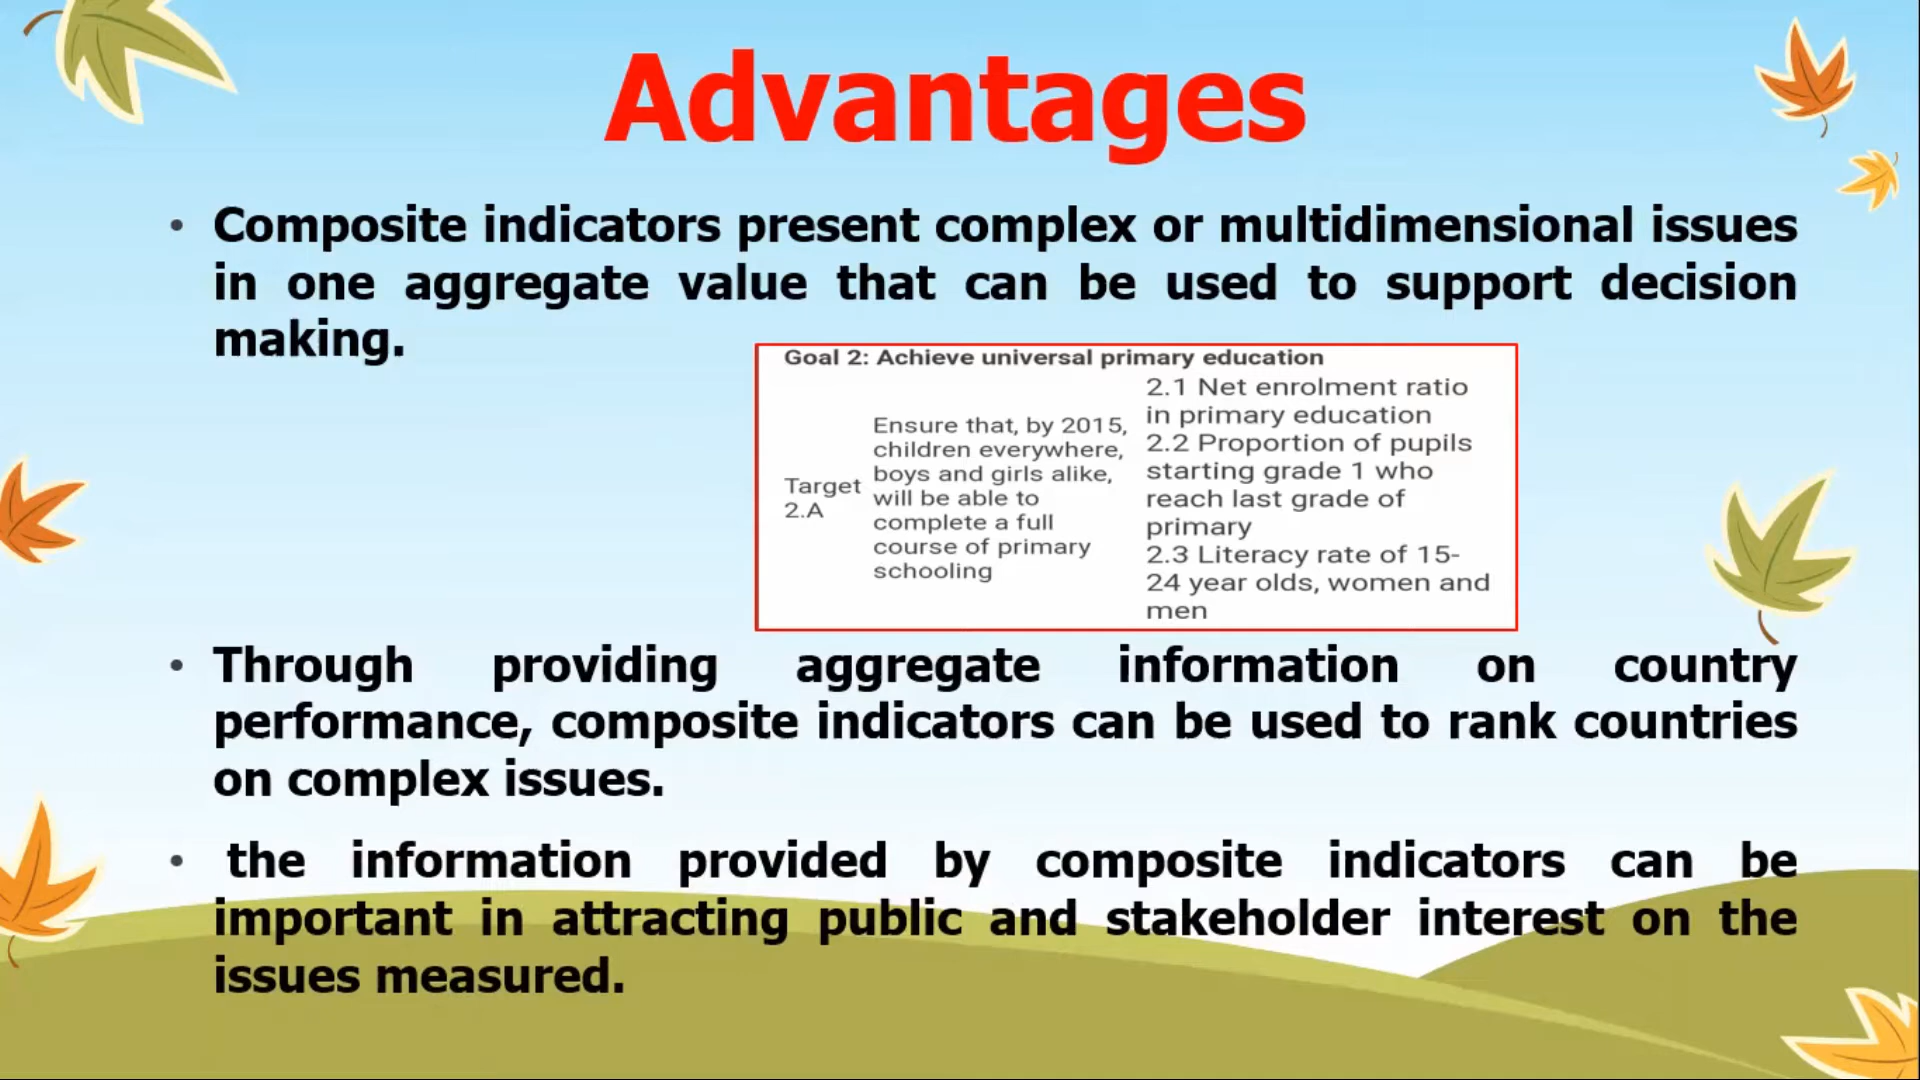 Advantages
• Composite indicators present complex or multidimensional issues
in one aggregate value that can be used to support decision
making.
Goal 2: Achieve universal primary education
Target
2.A
Ensure that, by 2015,
children everywhere,
boys and girls alike,
will be able to
complete a full
course of primary
schooling
2.1 Net enrolment ratio
in primary education
2.2 Proportion of pupils
starting grade 1 who
reach last grade of
primary
2.3 Literacy rate of 15-
24 year olds, women and
men
• Through providing aggregate information on country
performance, composite indicators can be used to rank countries
on complex issues.
• the information provided by composite indicators can be
important in attracting public and stakeholder interest on the
issues measured.